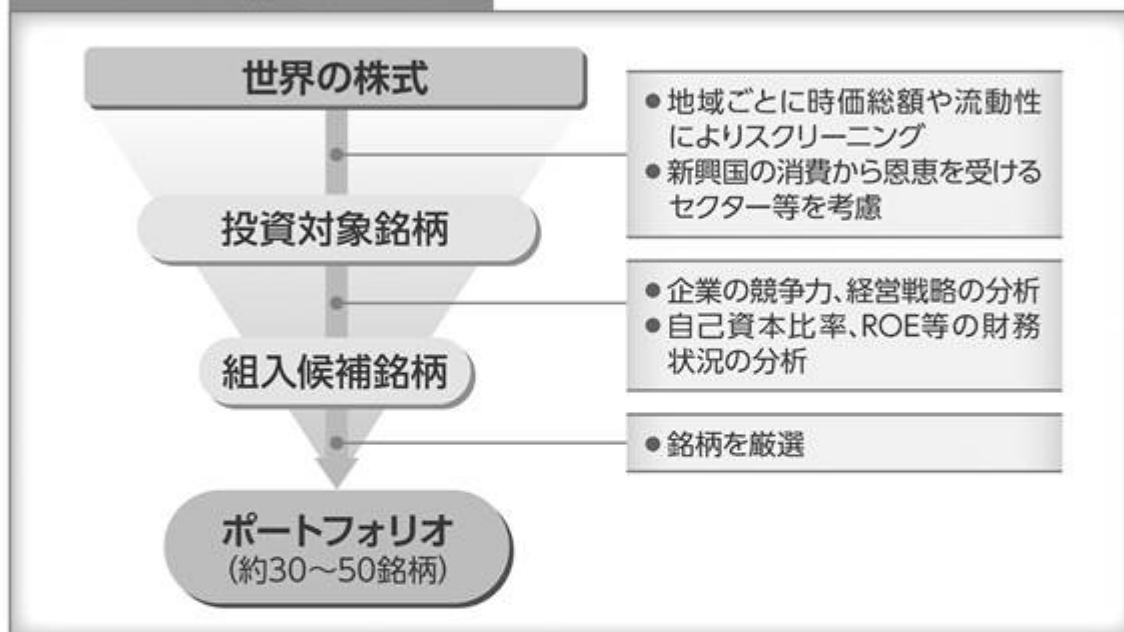 世界の株式
●地域ごとに時価総額や流動性
によりスクリーニング
●新興国の消費から恩恵を受ける
セクター等を考慮
投資対象銘柄
●企業の競争力、経営戦略の分析
●自己資本比率、ROE等の財務
状況の分析
組入候補銘柄
●銘柄を厳選
ポートフォリオ
(約30〜50銘柄)